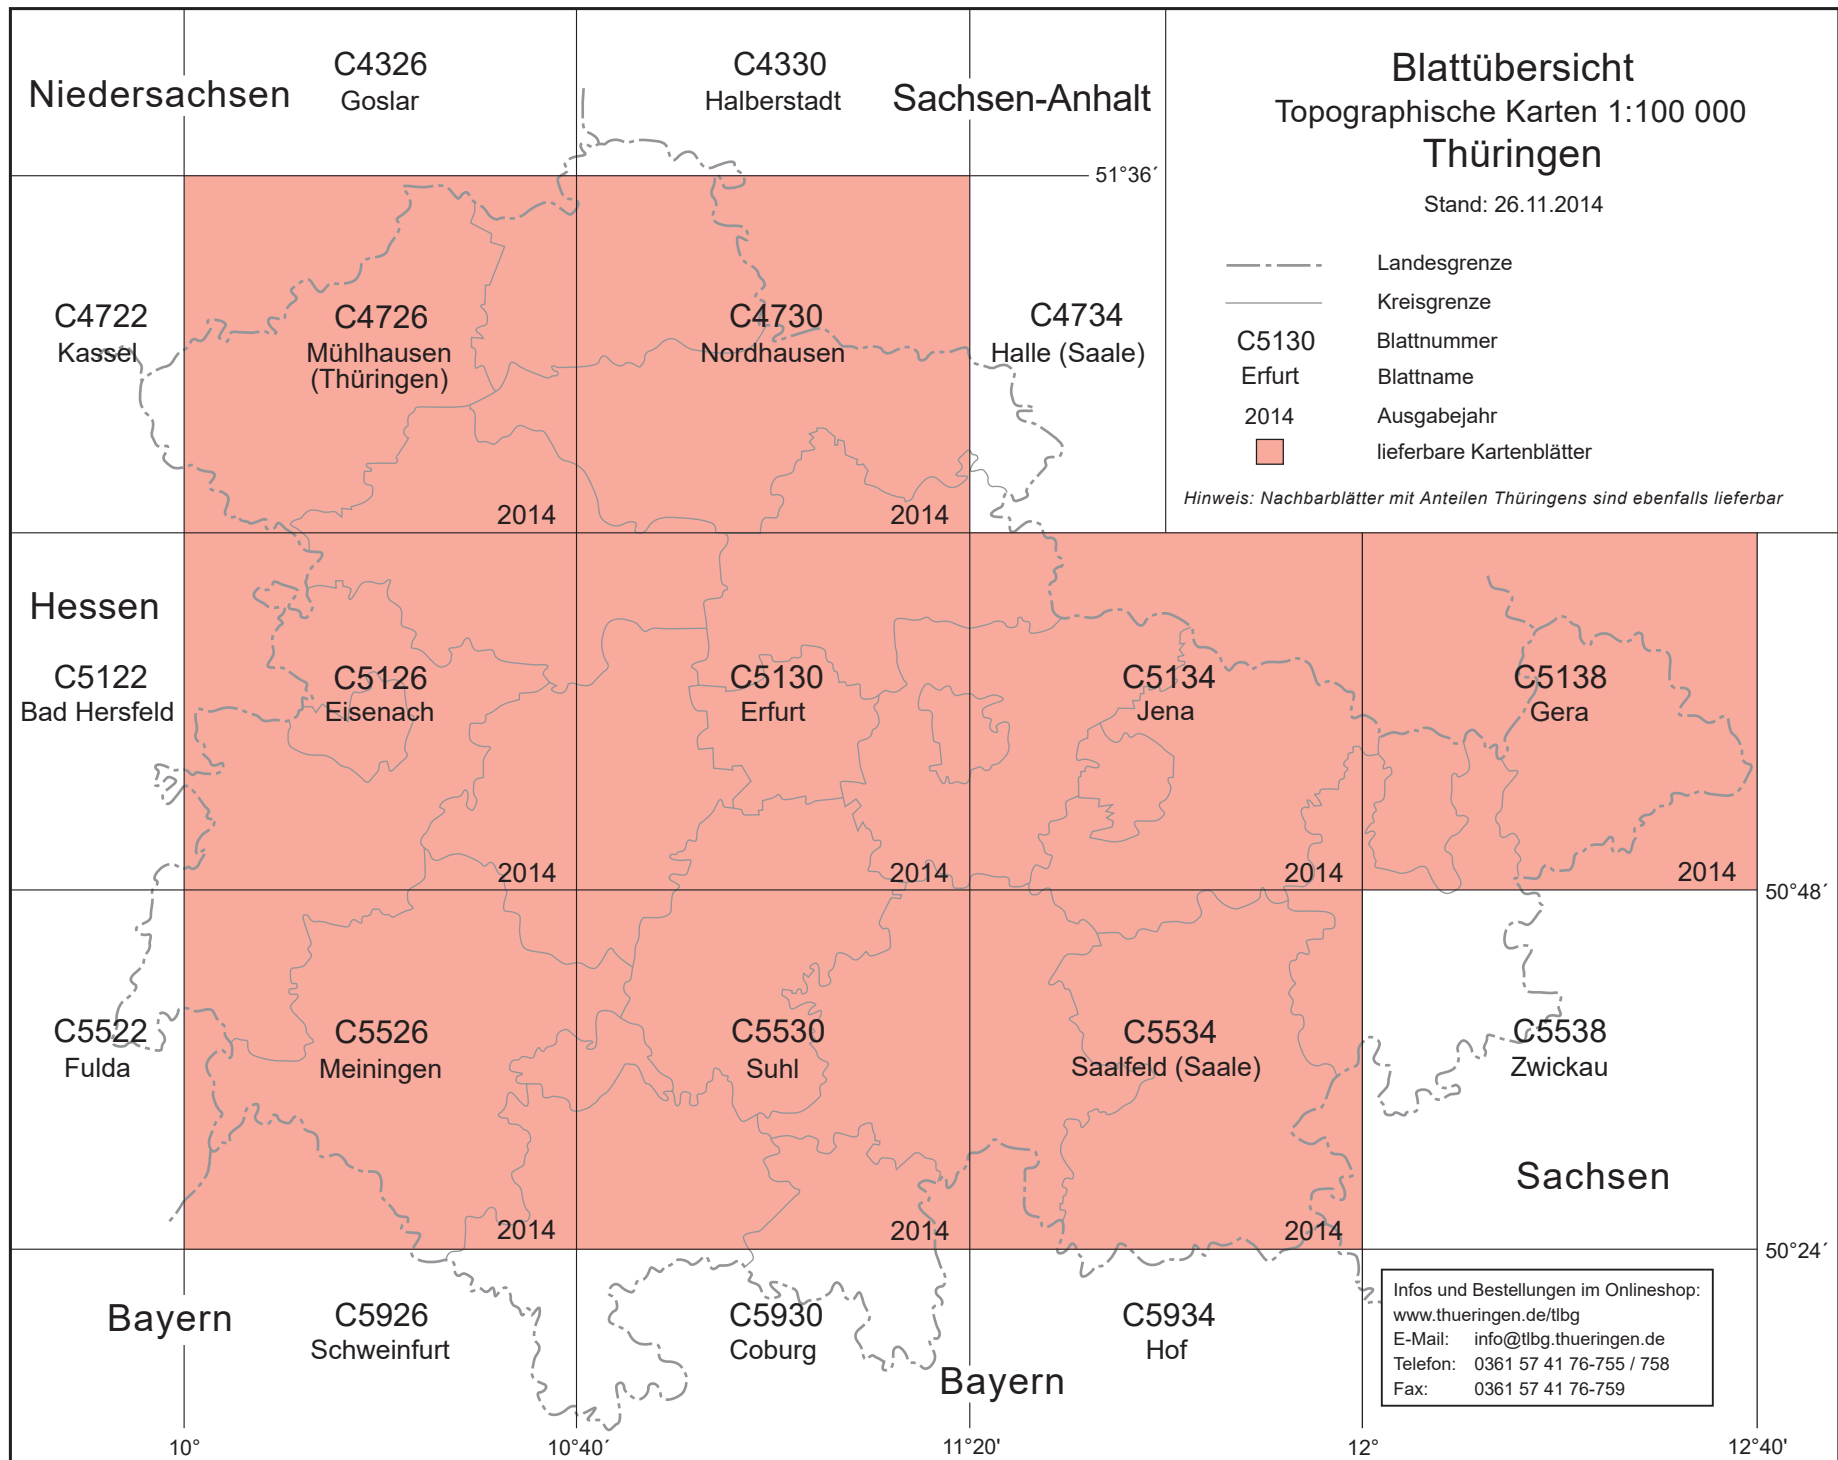 Niedersachsen
C4326
Goslar
C4330
Halberstadt
Sachsen-Anhalt
Blattübersicht
Topographische Karten 1:100 000
Thüringen
Stand: 26.11.2014
51°36´
Landesgrenze
Kreisgrenze
C5130 Blattnummer
Erfurt Blattname
2014 Ausgabejahr
lieferbare Kartenblätter
Hinweis: Nachbarblätter mit Anteilen Thüringens sind ebenfalls lieferbar
C4722
Kassel
C4726
Mühlhausen
(Thüringen)
2014
C4730
Nordhausen
2014
C4734
Halle (Saale)
Hessen
C5122
Bad Hersfeld
C5126
Eisenach
2014
C5130
Erfurt
2014
C5134
Jena
2014
C5138
Gera
2014
50°48´
C5522
Fulda
C5526
Meiningen
2014
C5530
Suhl
2014
C5534
Saalfeld (Saale)
2014
C5538
Zwickau
Sachsen
50°24´
Bayern
C5926
Schweinfurt
C5930
Coburg
Bayern
C5934
Hof
Infos und Bestellungen im Onlineshop:
www.thueringen.de/tlbg
E-Mail: info@tlbg.thueringen.de
Telefon: 0361 57 41 76-755 / 758
Fax: 0361 57 41 76-759
10°
10°40´
11°20'
12°
12°40'